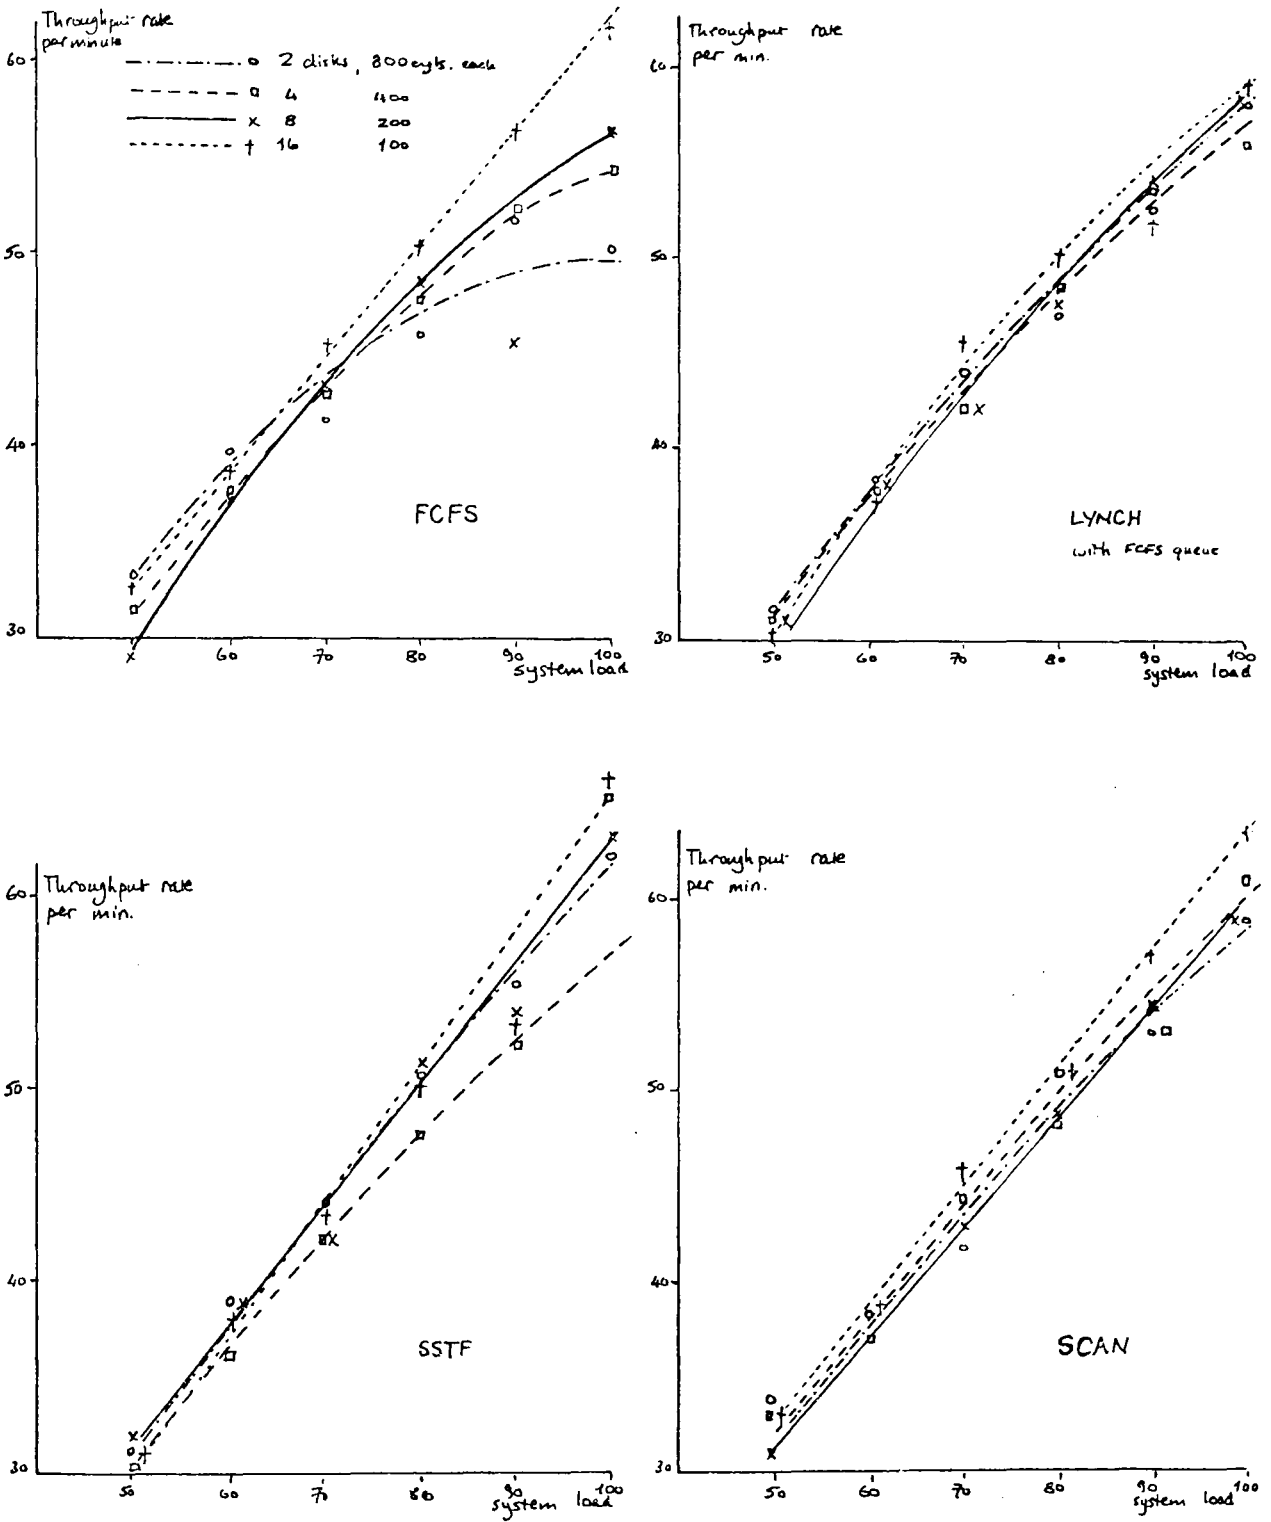 Throughput rate
per minute
60
50
40
30
o 2 disks, 800 cyls. each
□ 4 400
x 8 200
† 16 100
FCFS
50 60 70 80 90 100
system load
Throughput rate
per min.
60
50
40
30
LYNCH
with FCFS queue
50 60 70 80 90 100
system load
Throughput rate
per min.
60
50
40
30
SSTF
50 60 70 80 90 100
system load
Throughput rate
per min.
60
50
40
30
SCAN
50 60 70 80 90 100
system load